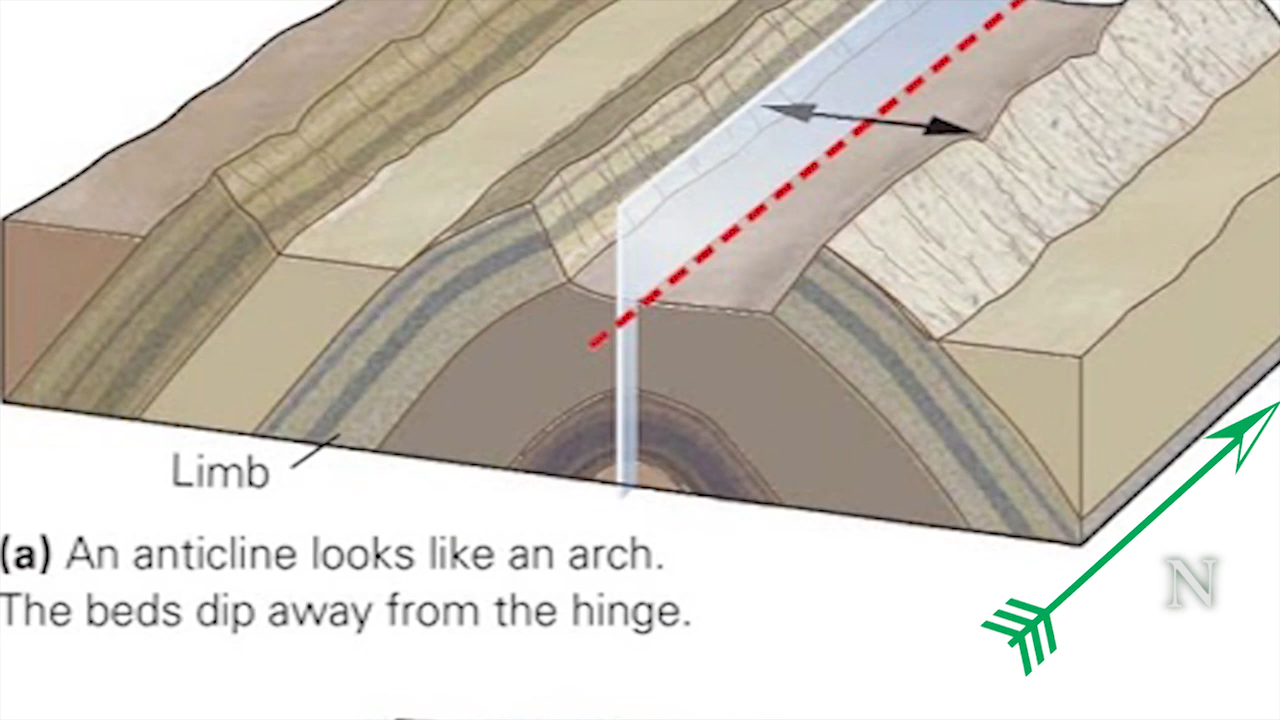 Limb
(a) An anticline looks like an arch.
The beds dip away from the hinge.
N